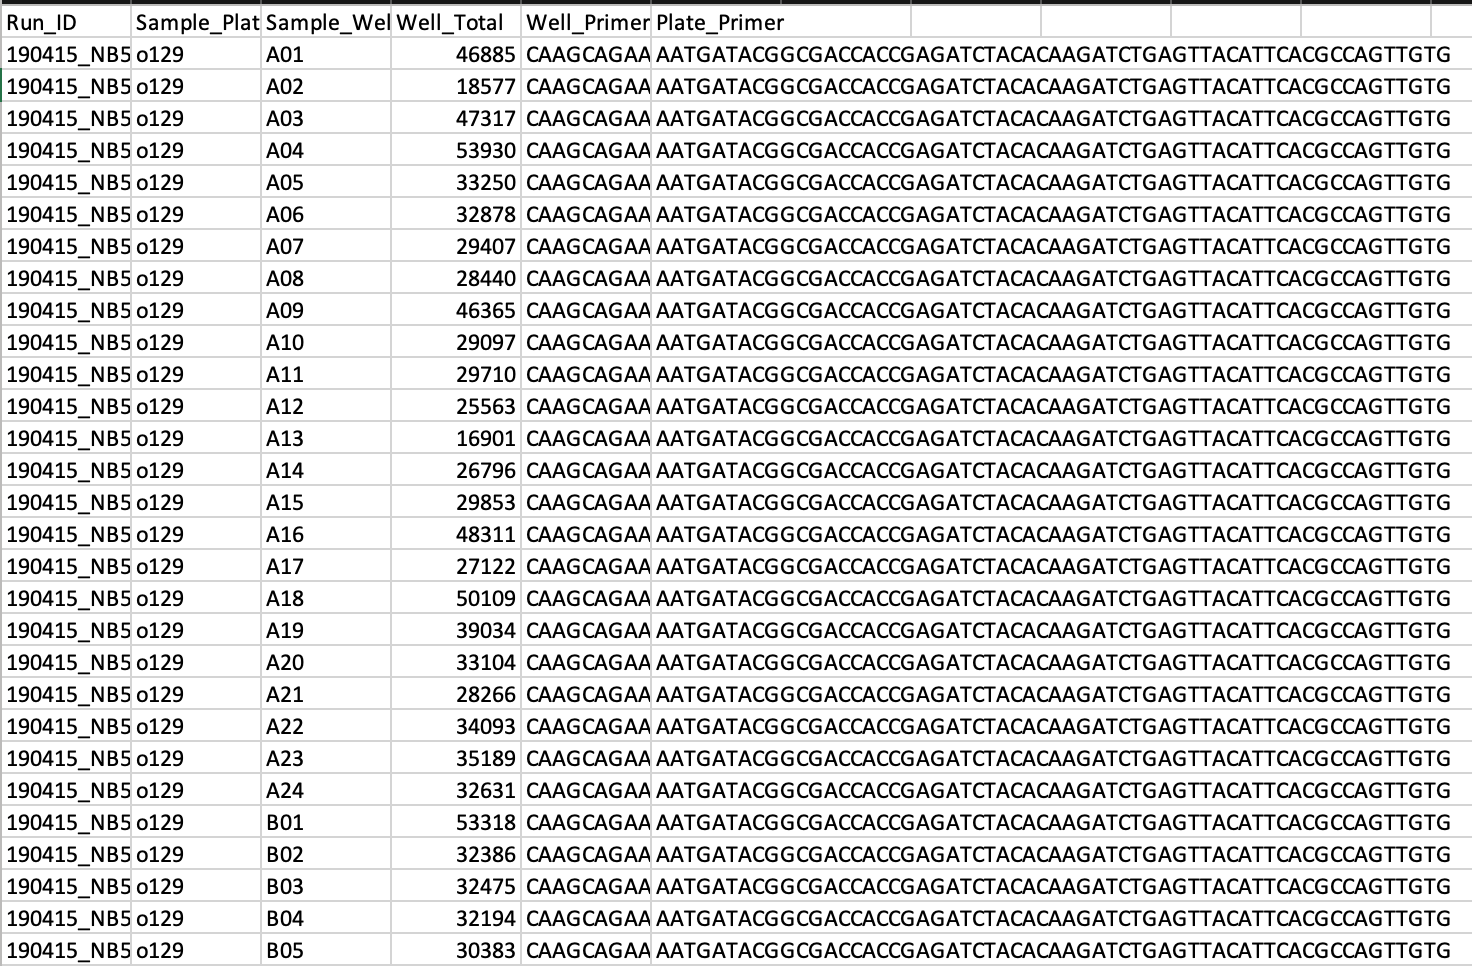 Run_ID Sample_Plat Sample_Wel Well_Total Well_Primer Plate_Primer
190415_NB5 o129 A01 46885 CAAGCAGAA AATGATACGGCGACCACCGAGATCTACACAAGATCTGAGTTACATTCACGCCAGTTGTG
190415_NB5 o129 A02 18577 CAAGCAGAA AATGATACGGCGACCACCGAGATCTACACAAGATCTGAGTTACATTCACGCCAGTTGTG
190415_NB5 o129 A03 47317 CAAGCAGAA AATGATACGGCGACCACCGAGATCTACACAAGATCTGAGTTACATTCACGCCAGTTGTG
190415_NB5 o129 A04 53930 CAAGCAGAA AATGATACGGCGACCACCGAGATCTACACAAGATCTGAGTTACATTCACGCCAGTTGTG
190415_NB5 o129 A05 33250 CAAGCAGAA AATGATACGGCGACCACCGAGATCTACACAAGATCTGAGTTACATTCACGCCAGTTGTG
190415_NB5 o129 A06 32878 CAAGCAGAA AATGATACGGCGACCACCGAGATCTACACAAGATCTGAGTTACATTCACGCCAGTTGTG
190415_NB5 o129 A07 29407 CAAGCAGAA AATGATACGGCGACCACCGAGATCTACACAAGATCTGAGTTACATTCACGCCAGTTGTG
190415_NB5 o129 A08 28440 CAAGCAGAA AATGATACGGCGACCACCGAGATCTACACAAGATCTGAGTTACATTCACGCCAGTTGTG
190415_NB5 o129 A09 46365 CAAGCAGAA AATGATACGGCGACCACCGAGATCTACACAAGATCTGAGTTACATTCACGCCAGTTGTG
190415_NB5 o129 A10 29097 CAAGCAGAA AATGATACGGCGACCACCGAGATCTACACAAGATCTGAGTTACATTCACGCCAGTTGTG
190415_NB5 o129 A11 29710 CAAGCAGAA AATGATACGGCGACCACCGAGATCTACACAAGATCTGAGTTACATTCACGCCAGTTGTG
190415_NB5 o129 A12 25563 CAAGCAGAA AATGATACGGCGACCACCGAGATCTACACAAGATCTGAGTTACATTCACGCCAGTTGTG
190415_NB5 o129 A13 16901 CAAGCAGAA AATGATACGGCGACCACCGAGATCTACACAAGATCTGAGTTACATTCACGCCAGTTGTG
190415_NB5 o129 A14 26796 CAAGCAGAA AATGATACGGCGACCACCGAGATCTACACAAGATCTGAGTTACATTCACGCCAGTTGTG
190415_NB5 o129 A15 29853 CAAGCAGAA AATGATACGGCGACCACCGAGATCTACACAAGATCTGAGTTACATTCACGCCAGTTGTG
190415_NB5 o129 A16 48311 CAAGCAGAA AATGATACGGCGACCACCGAGATCTACACAAGATCTGAGTTACATTCACGCCAGTTGTG
190415_NB5 o129 A17 27122 CAAGCAGAA AATGATACGGCGACCACCGAGATCTACACAAGATCTGAGTTACATTCACGCCAGTTGTG
190415_NB5 o129 A18 50109 CAAGCAGAA AATGATACGGCGACCACCGAGATCTACACAAGATCTGAGTTACATTCACGCCAGTTGTG
190415_NB5 o129 A19 39034 CAAGCAGAA AATGATACGGCGACCACCGAGATCTACACAAGATCTGAGTTACATTCACGCCAGTTGTG
190415_NB5 o129 A20 33104 CAAGCAGAA AATGATACGGCGACCACCGAGATCTACACAAGATCTGAGTTACATTCACGCCAGTTGTG
190415_NB5 o129 A21 28266 CAAGCAGAA AATGATACGGCGACCACCGAGATCTACACAAGATCTGAGTTACATTCACGCCAGTTGTG
190415_NB5 o129 A22 34093 CAAGCAGAA AATGATACGGCGACCACCGAGATCTACACAAGATCTGAGTTACATTCACGCCAGTTGTG
190415_NB5 o129 A23 35189 CAAGCAGAA AATGATACGGCGACCACCGAGATCTACACAAGATCTGAGTTACATTCACGCCAGTTGTG
190415_NB5 o129 A24 32631 CAAGCAGAA AATGATACGGCGACCACCGAGATCTACACAAGATCTGAGTTACATTCACGCCAGTTGTG
190415_NB5 o129 B01 53318 CAAGCAGAA AATGATACGGCGACCACCGAGATCTACACAAGATCTGAGTTACATTCACGCCAGTTGTG
190415_NB5 o129 B02 32386 CAAGCAGAA AATGATACGGCGACCACCGAGATCTACACAAGATCTGAGTTACATTCACGCCAGTTGTG
190415_NB5 o129 B03 32475 CAAGCAGAA AATGATACGGCGACCACCGAGATCTACACAAGATCTGAGTTACATTCACGCCAGTTGTG
190415_NB5 o129 B04 32194 CAAGCAGAA AATGATACGGCGACCACCGAGATCTACACAAGATCTGAGTTACATTCACGCCAGTTGTG
190415_NB5 o129 B05 30383 CAAGCAGAA AATGATACGGCGACCACCGAGATCTACACAAGATCTGAGTTACATTCACGCCAGTTGTG